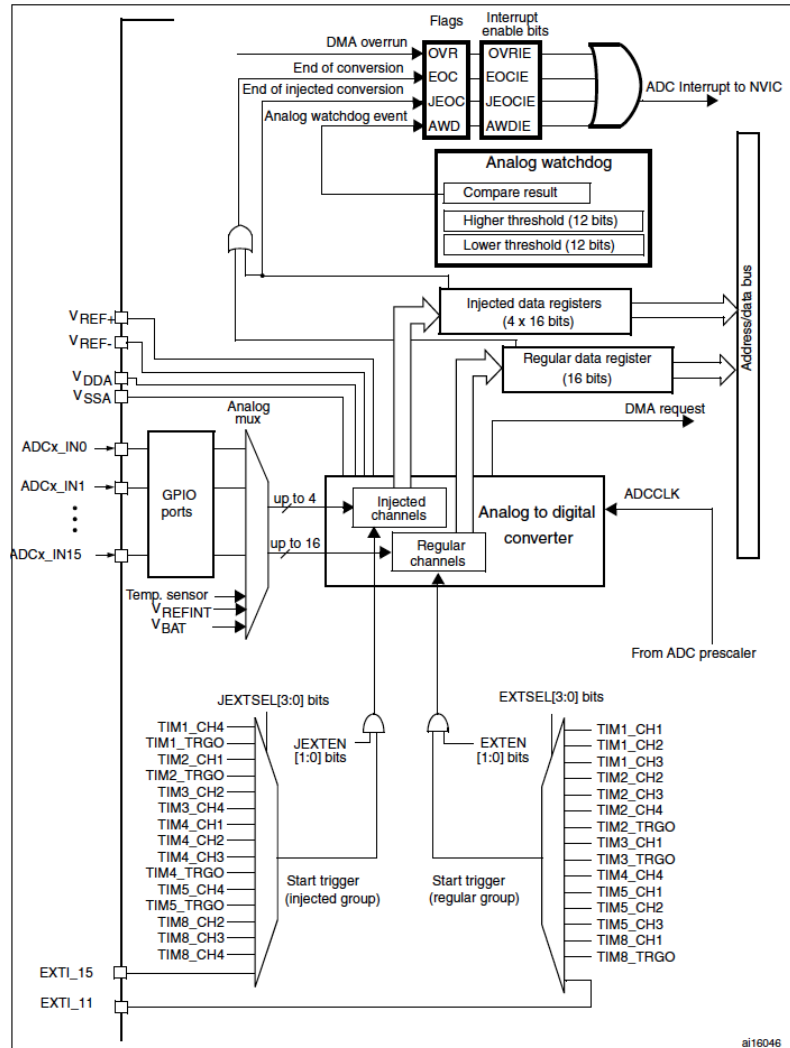 Flags
Interrupt
enable bits
DMA overrun
OVR
OVRIE
End of conversion
EOC
EOCIE
End of injected conversion
JEOC
JEOCIE
ADC Interrupt to NVIC
Analog watchdog event
AWD
AWDIE
Analog watchdog
Compare result
Higher threshold (12 bits)
Lower threshold (12 bits)
Address/data bus
Injected data registers
(4 x 16 bits)
Regular data register
(16 bits)
VREF+
VREF-
VDDA
VSSA
Analog
mux
DMA request
ADCx_IN0
ADCx_IN1
ADCx_IN15
GPIO
ports
up to 4
up to 16
Injected
channels
Regular
channels
Analog to digital
converter
ADCCLK
Temp. sensor
VREFINT
VBAT
From ADC prescaler
JEXTSEL[3:0] bits
EXTSEL[3:0] bits
JEXTEN
[1:0] bits
EXTEN
[1:0] bits
TIM1_CH4
TIM1_TRGO
TIM2_CH1
TIM2_TRGO
TIM3_CH2
TIM3_CH4
TIM4_CH1
TIM4_CH2
TIM4_CH3
TIM4_TRGO
TIM5_CH4
TIM5_TRGO
TIM8_CH2
TIM8_CH3
TIM8_CH4
Start trigger
(injected group)
Start trigger
(regular group)
TIM1_CH1
TIM1_CH2
TIM1_CH3
TIM2_CH2
TIM2_CH3
TIM2_CH4
TIM2_TRGO
TIM3_CH1
TIM3_TRGO
TIM4_CH4
TIM5_CH1
TIM5_CH2
TIM5_CH3
TIM8_CH1
TIM8_TRGO
EXTI_15
EXTI_11
ai16046